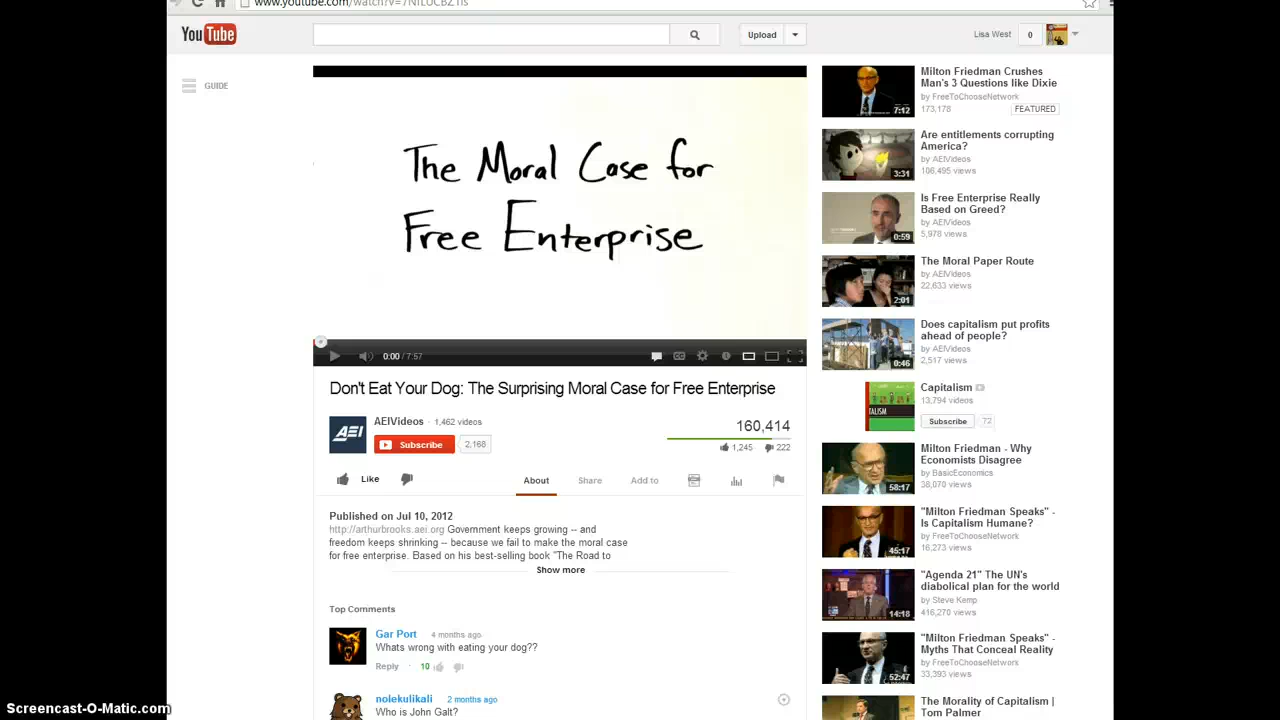 www.youtube.com/watch?v=
YouTube
Upload
Lisa West
0
GUIDE
The Moral Case for
Free Enterprise
0:00 / 7:57
Don't Eat Your Dog: The Surprising Moral Case for Free Enterprise
AEI
AEIVideos · 1,462 videos
Subscribe 2,168
160,414
1,245 222
Like
About Share Add to
Published on Jul 10, 2012
http://arthurbrooks.aei.org Government keeps growing -- and
freedom keeps shrinking -- because we fail to make the moral case
for free enterprise. Based on his best-selling book "The Road to
Show more
Top Comments
Gar Port 4 months ago
Whats wrong with eating your dog??
Reply · 10
nolekulikali 2 months ago
Who is John Galt?
7:12
Milton Friedman Crushes
Man's 3 Questions like Dixie
by FreeToChooseNetwork
173,178 FEATURED
3:31
Are entitlements corrupting
America?
by AEIVideos
106,495 views
0:59
Is Free Enterprise Really
Based on Greed?
by AEIVideos
5,978 views
2:01
The Moral Paper Route
by AEIVideos
22,633 views
0:46
Does capitalism put profits
ahead of people?
by AEIVideos
2,517 views
TALISM
Capitalism
13,794 videos
Subscribe 72
58:17
Milton Friedman - Why
Economists Disagree
by BasicEconomics
38,070 views
45:17
"Milton Friedman Speaks" -
Is Capitalism Humane?
by FreeToChooseNetwork
16,273 views
14:18
"Agenda 21" The UN's
diabolical plan for the world
by Steve Kemp
416,270 views
52:47
"Milton Friedman Speaks" -
Myths That Conceal Reality
by FreeToChooseNetwork
33,393 views
The Morality of Capitalism |
Tom Palmer
Screencast-O-Matic.com